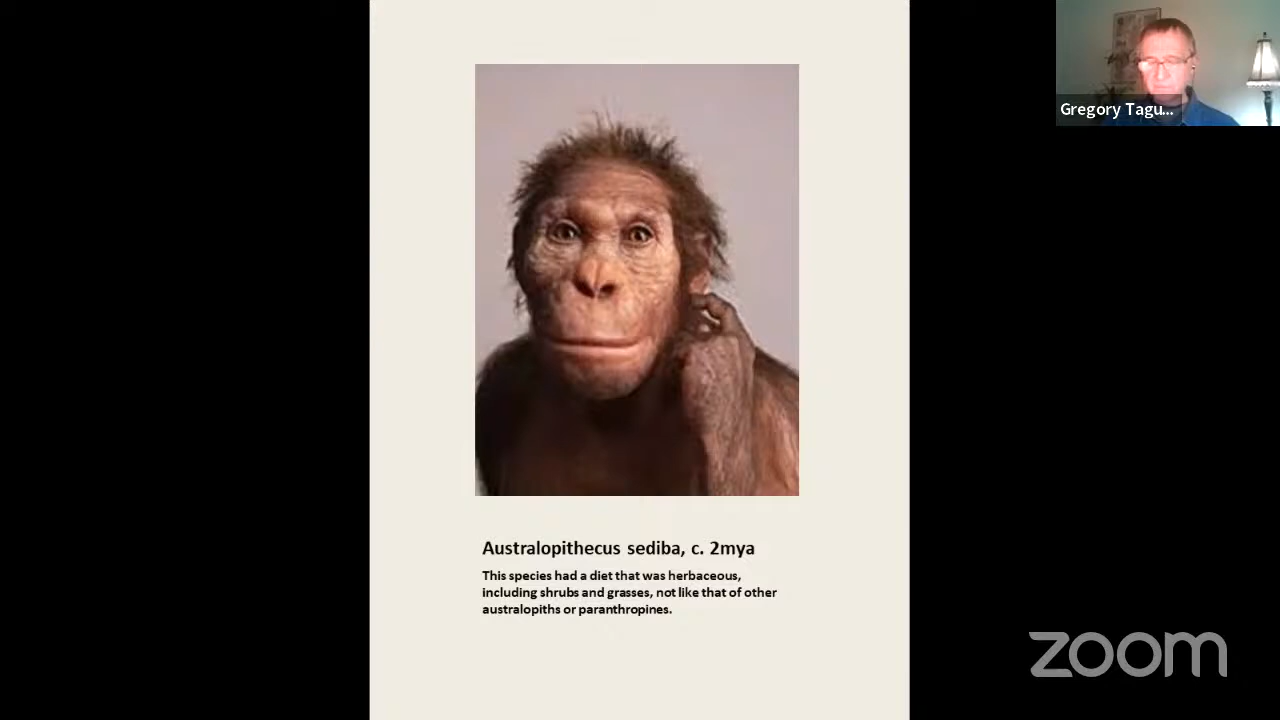 Gregory Tagu...
Australopithecus sediba, c. 2mya
This species had a diet that was herbaceous,
including shrubs and grasses, not like that of other
australopiths or paranthropines.
zoom